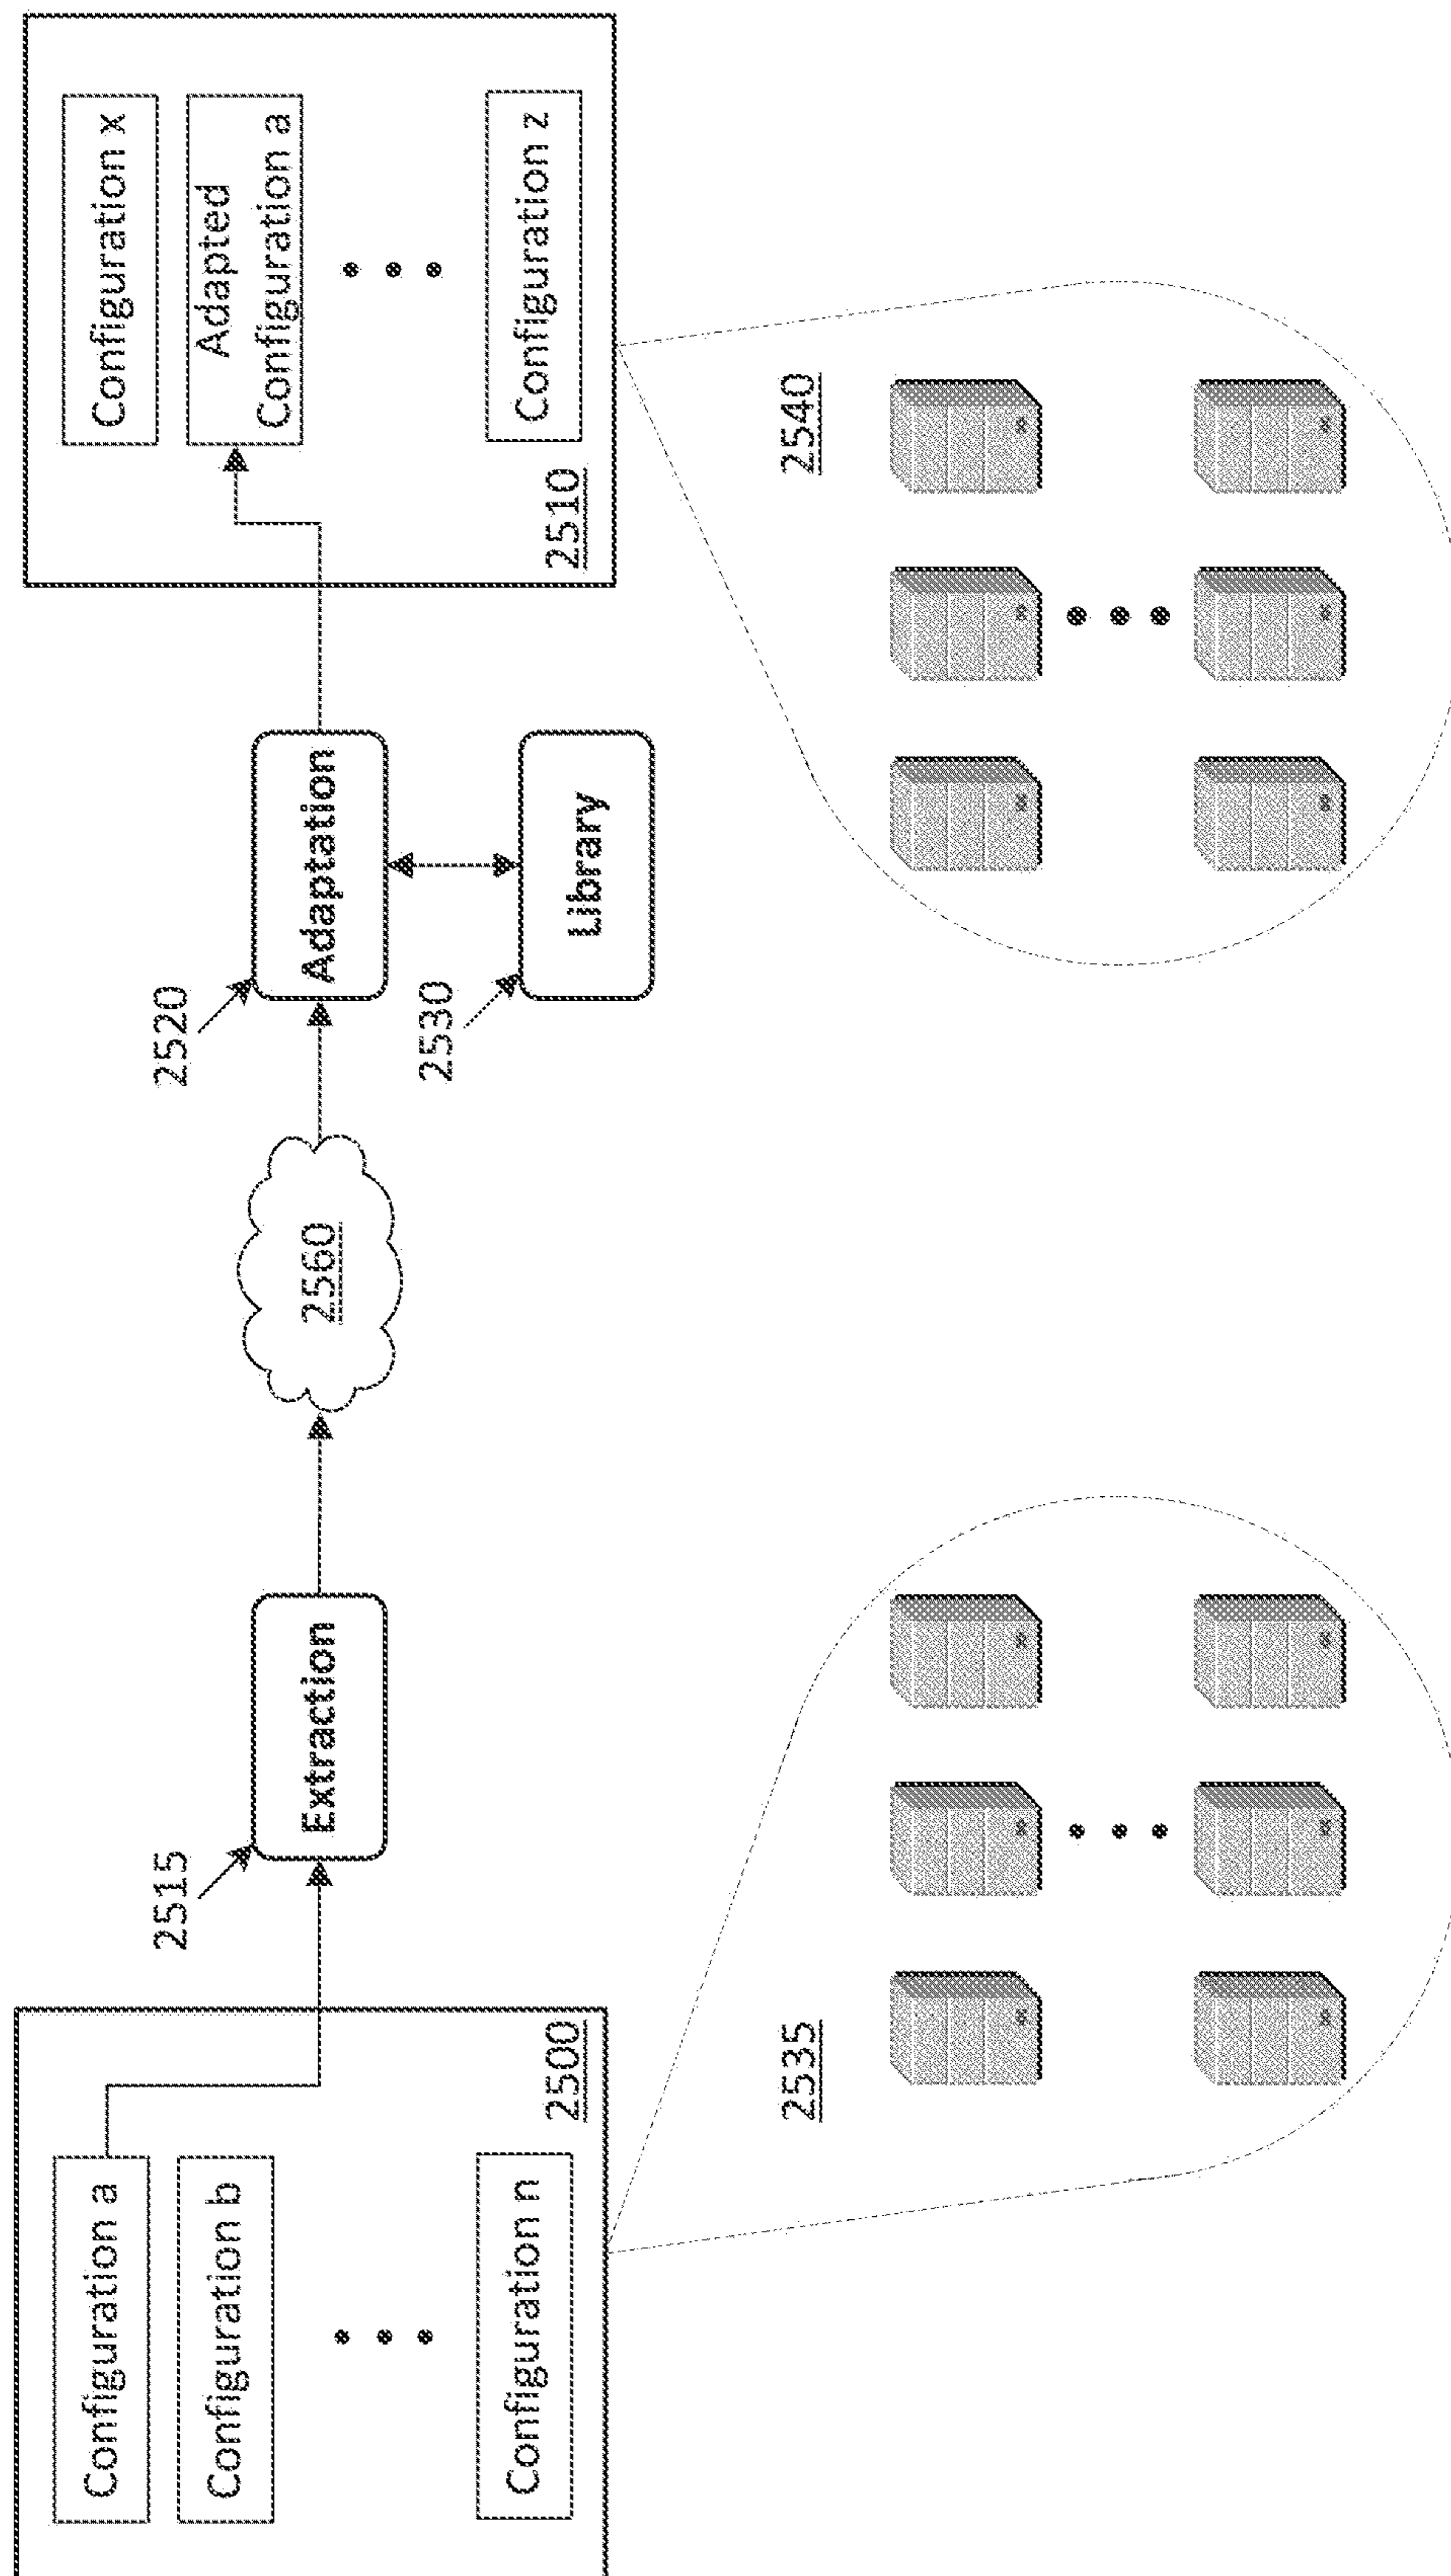 Configuration a
Configuration b
Configuration n
2500
2515
Extraction
2560
2520
Adaptation
2530
Library
Configuration x
Adapted
Configuration a
Configuration z
2510
2535
2540